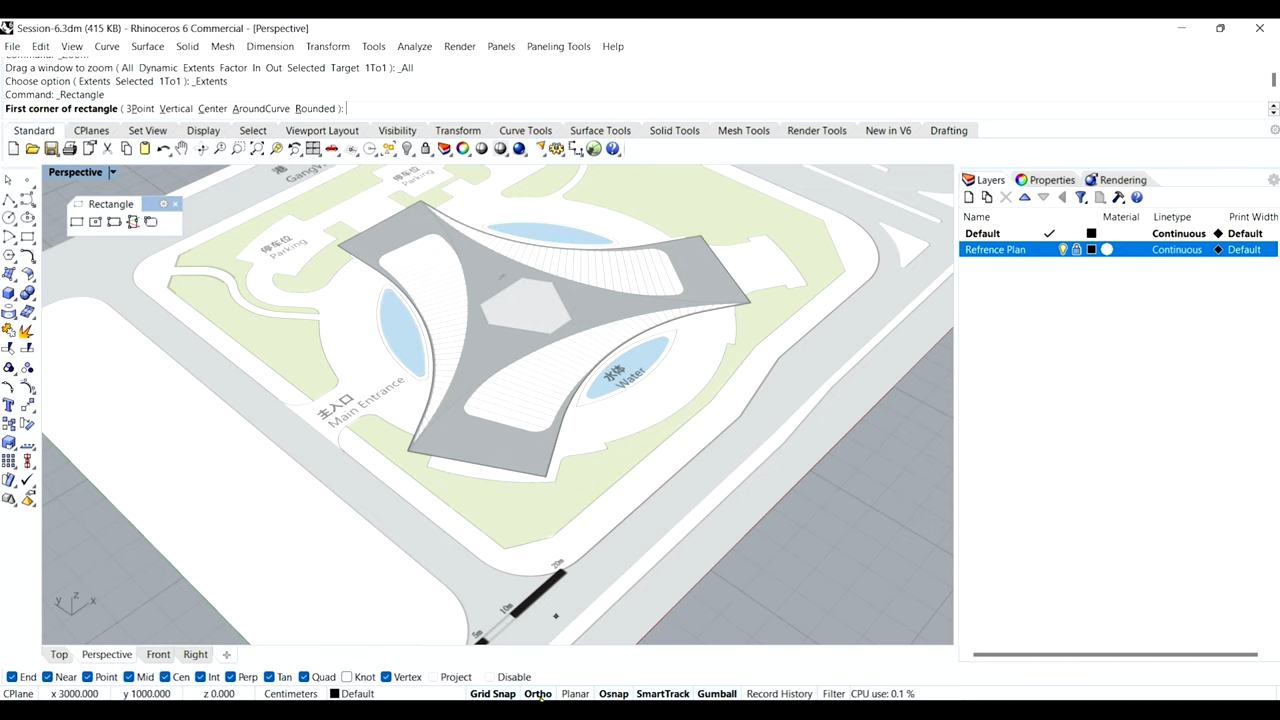 Session-6.3dm (415 KB) - Rhinoceros 6 Commercial - [Perspective]
File Edit View Curve Surface Solid Mesh Dimension Transform Tools Analyze Render Panels Paneling Tools Help
Drag a window to zoom ( All Dynamic Extents Factor In Out Selected Target 1To1 ): _All
Choose option ( Extents Selected 1To1 ): _Extents
Command: _Rectangle
First corner of rectangle ( 3Point Vertical Center AroundCurve Rounded ):
Standard CPlanes Set View Display Select Viewport Layout Visibility Transform Curve Tools Surface Tools Solid Tools Mesh Tools Render Tools New in V6 Drafting
Perspective
Rectangle
Layers Properties Rendering
Name Material Linetype Print Width
Default Continuous Default
Refrence Plan Continuous Default
停车位
Parking
停车位
Parking
水体
Water
主入口
Main Entrance
20m
10m
5m
z
y x
Top Perspective Front Right
End Near Point Mid Cen Int Perp Tan Quad Knot Vertex Project Disable
CPlane x 3000.000 y 1000.000 z 0.000 Centimeters Default Grid Snap Ortho Planar Osnap SmartTrack Gumball Record History Filter CPU use: 0.1 %